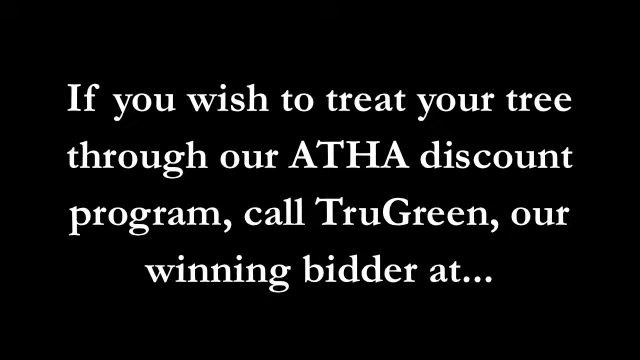 If you wish to treat your tree
through our ATHA discount
program, call TruGreen, our
winning bidder at...